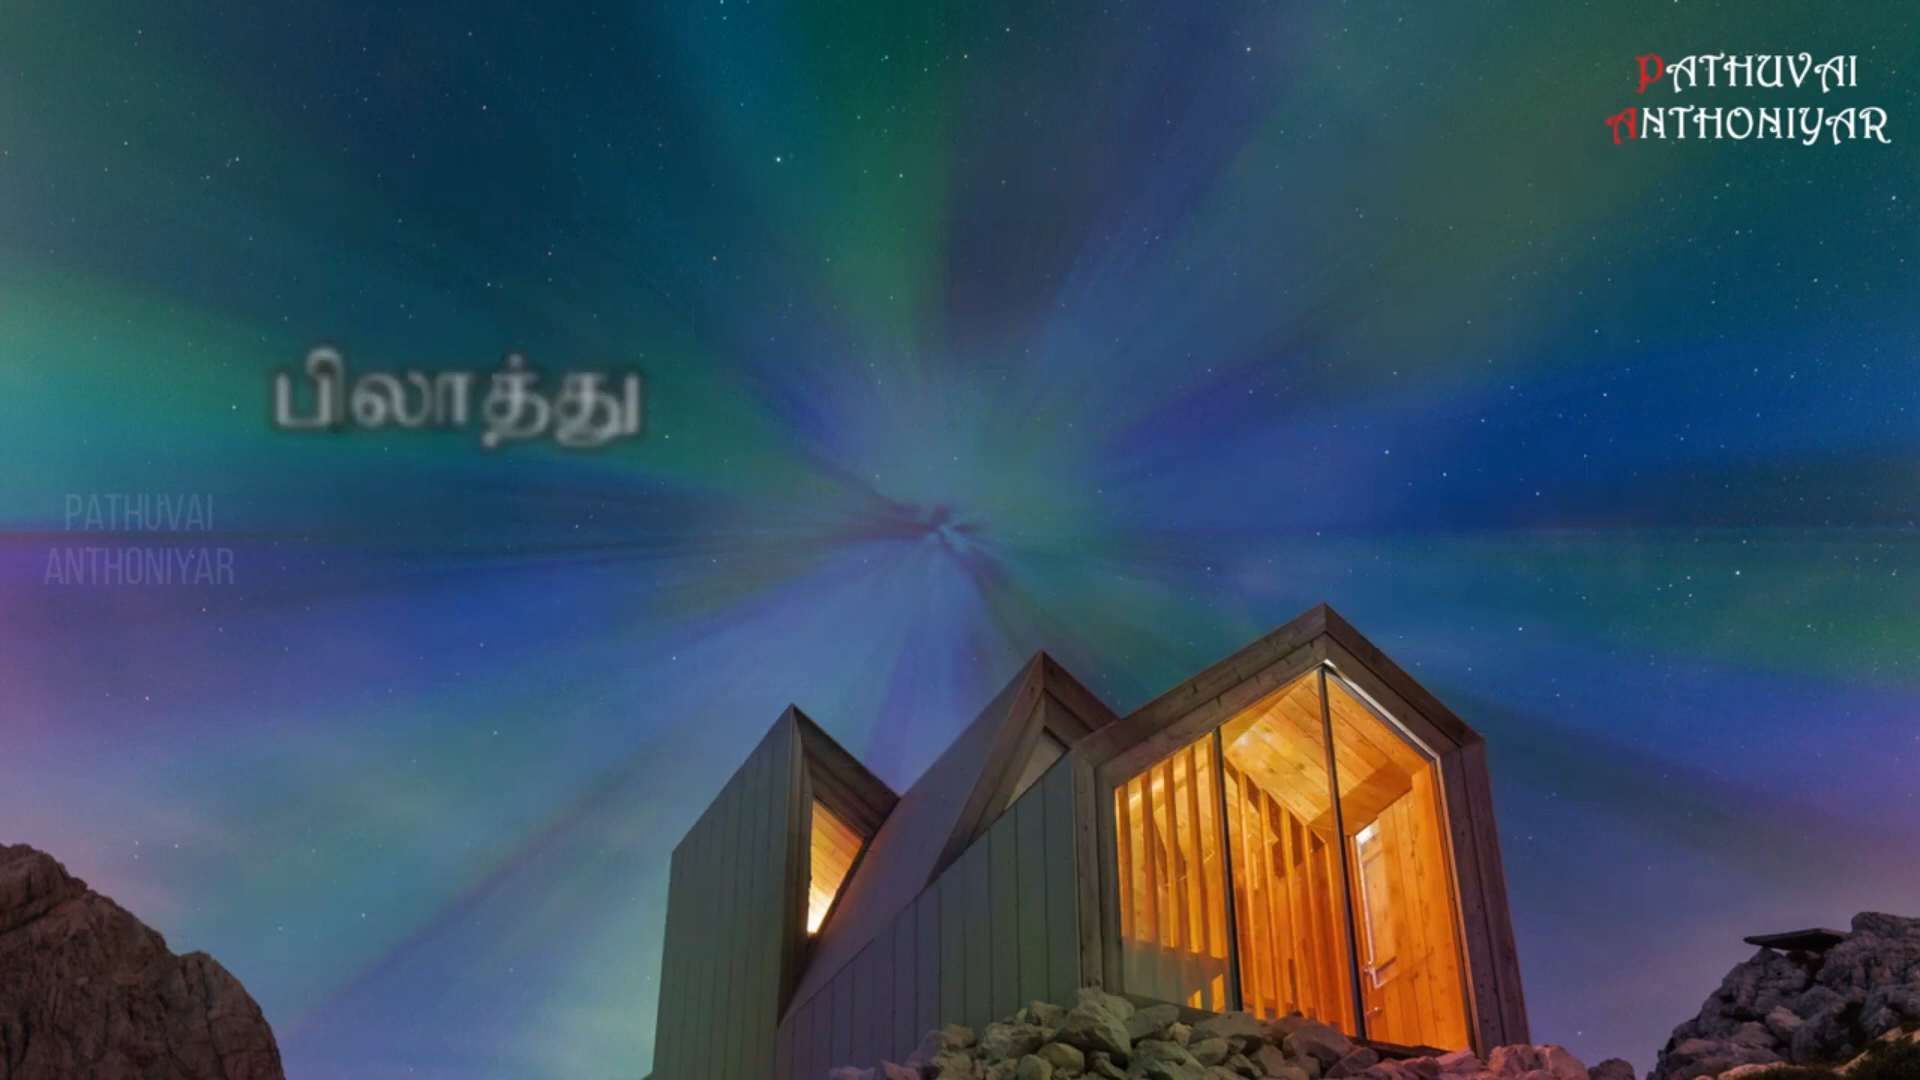 PATHUVAI
ANTHONIYAR
பிலாத்து
PATHUVAI
ANTHONIYAR